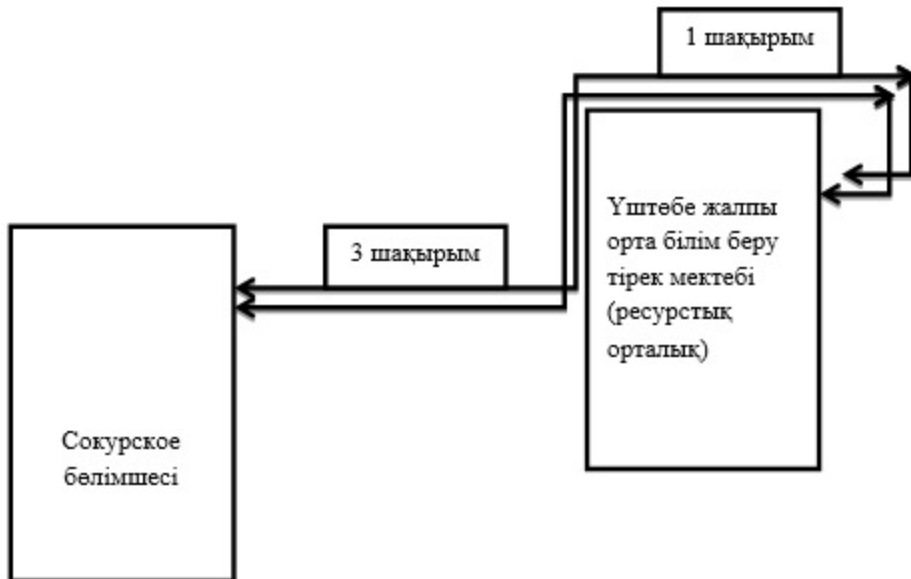 1 шақырым
Үштөбе жалпы
орта білім беру
тірек мектебі
(ресурстық
орталық)
3 шақырым
Сокурское
бөлімшесі